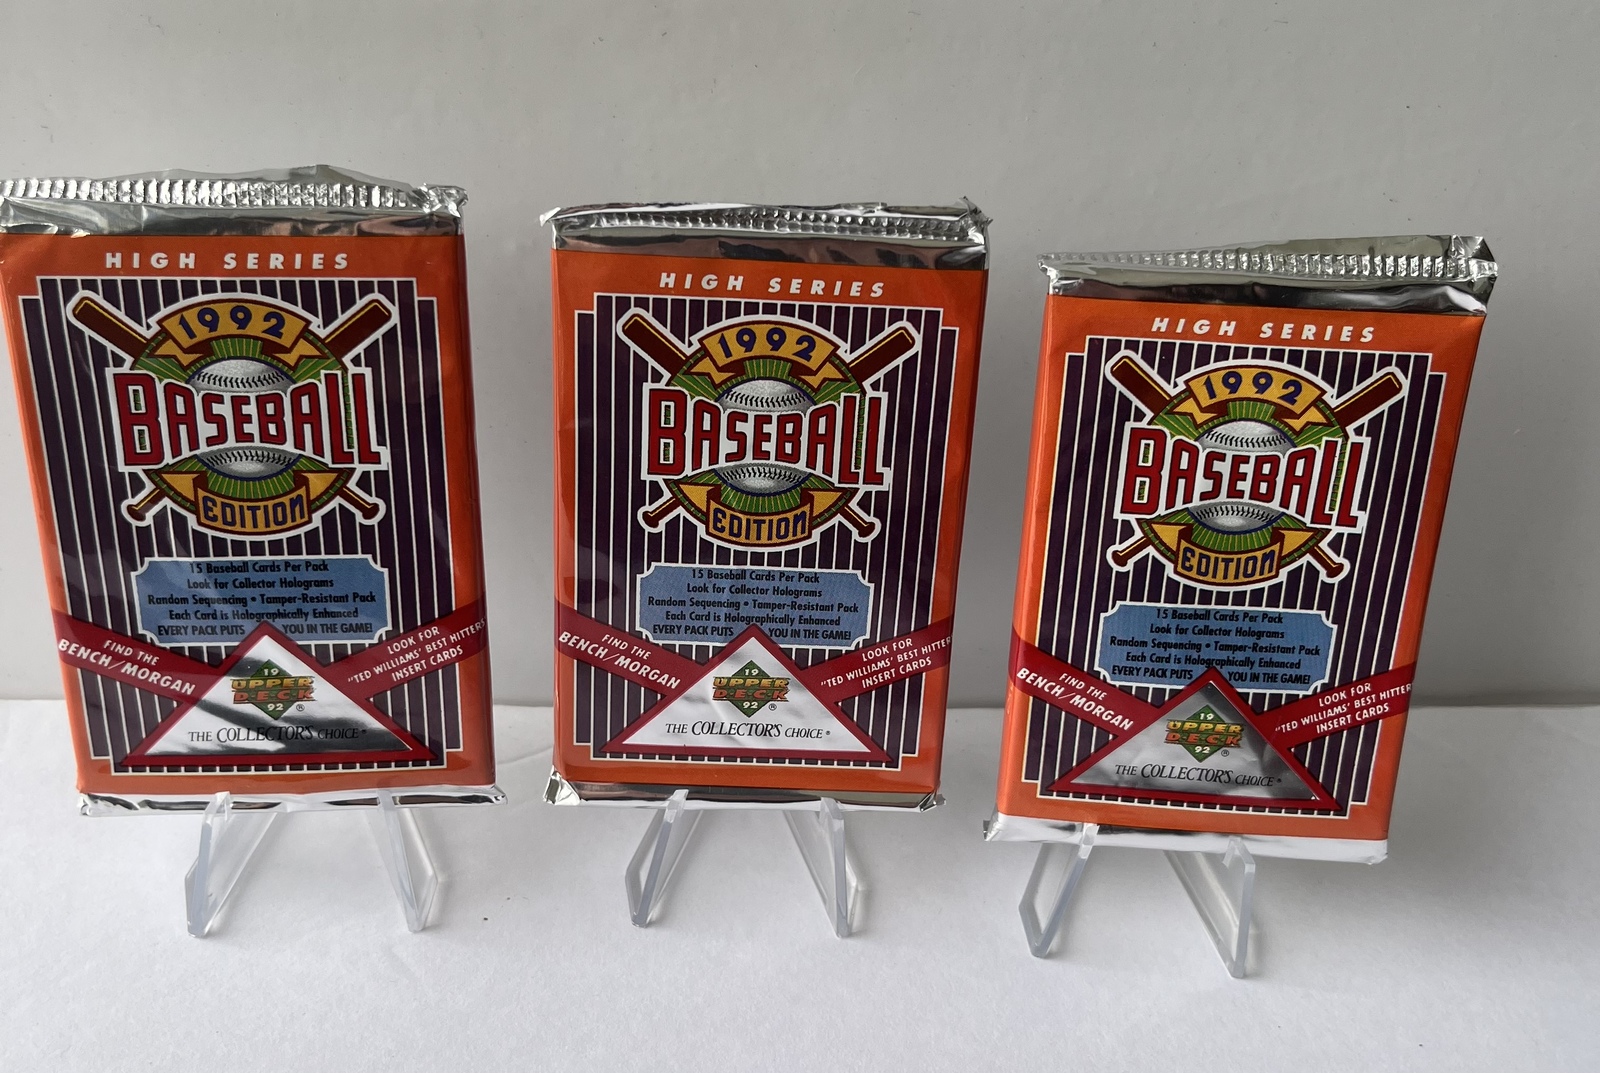 HIGH SERIES
1992
BASEBALL
EDITION
15 Baseball Cards Per Pack
Look for Collector Holograms
Random Sequencing • Tamper-Resistant Pack
Each Card is Holographically Enhanced
EVERY PACK PUTS YOU IN THE GAME!
FIND THE
BENCH/MORGAN
LOOK FOR
"TED WILLIAMS' BEST HITTERS
INSERT CARDS
19
UPPER
DECK
92 ®
THE COLLECTOR'S CHOICE ®
HIGH SERIES
1992
BASEBALL
EDITION
15 Baseball Cards Per Pack
Look for Collector Holograms
Random Sequencing • Tamper-Resistant Pack
Each Card is Holographically Enhanced
EVERY PACK PUTS YOU IN THE GAME!
FIND THE
BENCH/MORGAN
LOOK FOR
"TED WILLIAMS' BEST HITTER
INSERT CARDS
19
UPPER
DECK
92 ®
THE COLLECTOR'S CHOICE ®
HIGH SERIES
1992
BASEBALL
EDITION
15 Baseball Cards Per Pack
Look for Collector Holograms
Random Sequencing • Tamper-Resistant Pack
Each Card is Holographically Enhanced
EVERY PACK PUTS YOU IN THE GAME!
FIND THE
BENCH/MORGAN
LOOK FOR
"TED WILLIAMS' BEST HITTER
INSERT CARDS
19
UPPER
DECK
92 ®
THE COLLECTOR'S CHOICE ®